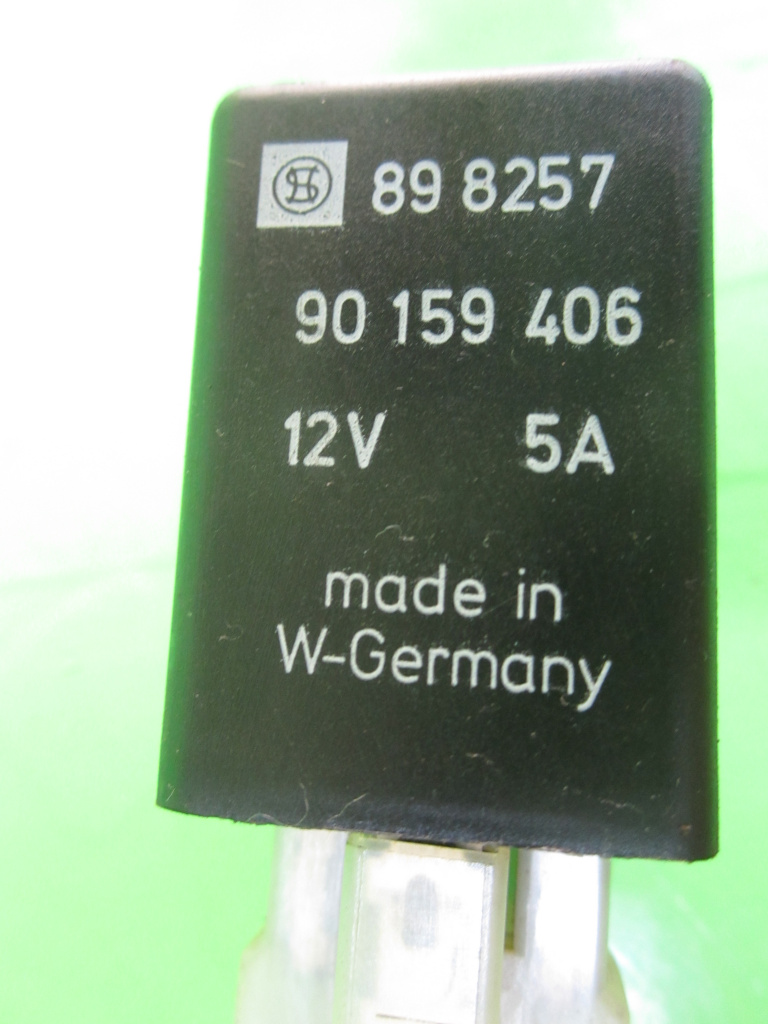 89 8257
90 159 406
12V 5A
made in
W-Germany